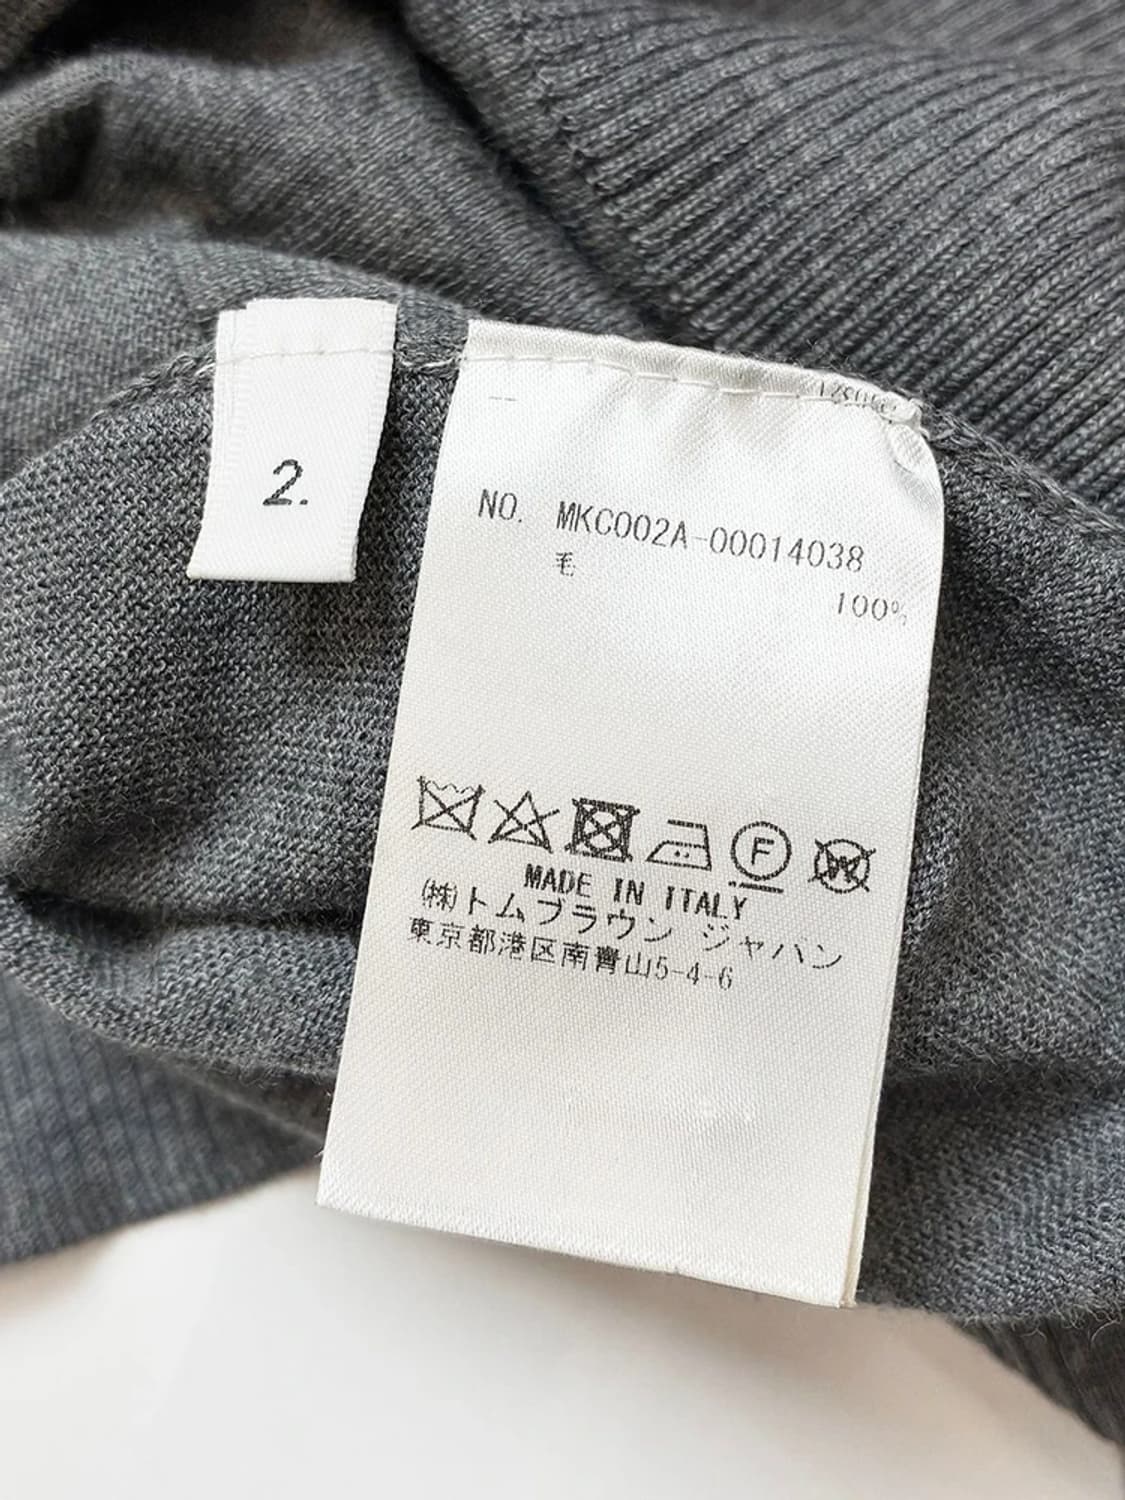 2.
NO. MKC002A-00014038
毛
100%
F
W
MADE IN ITALY
(株)トムブラウン ジャパン
東京都港区南青山5-4-6